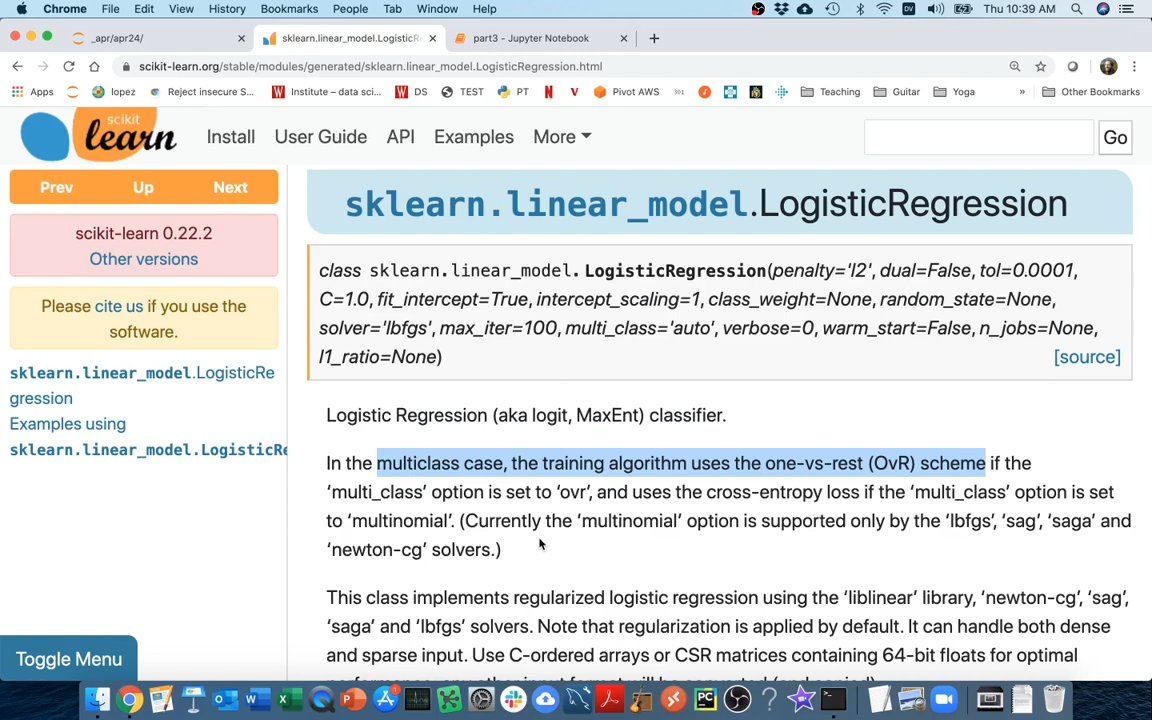 Chrome File Edit View History Bookmarks People Tab Window Help Thu 10:39 AM
_apr/apr24/ sklearn.linear_model.LogisticR part3 - Jupyter Notebook
scikit-learn.org/stable/modules/generated/sklearn.linear_model.LogisticRegression.html
Apps lopez Reject insecure S... Institute – data sci... DS TEST PT Pivot AWS Teaching Guitar Yoga » Other Bookmarks
scikit
learn Install User Guide API Examples More Go
Prev Up Next
scikit-learn 0.22.2
Other versions
Please cite us if you use the
software.
sklearn.linear_model.LogisticRe
gression
Examples using
sklearn.linear_model.LogisticRe
sklearn.linear_model.LogisticRegression
class sklearn.linear_model.LogisticRegression(penalty='l2', dual=False, tol=0.0001,
C=1.0, fit_intercept=True, intercept_scaling=1, class_weight=None, random_state=None,
solver='lbfgs', max_iter=100, multi_class='auto', verbose=0, warm_start=False, n_jobs=None,
l1_ratio=None) [source]
Logistic Regression (aka logit, MaxEnt) classifier.
In the multiclass case, the training algorithm uses the one-vs-rest (OvR) scheme if the
‘multi_class’ option is set to ‘ovr’, and uses the cross-entropy loss if the ‘multi_class’ option is set
to ‘multinomial’. (Currently the ‘multinomial’ option is supported only by the ‘lbfgs’, ‘sag’, ‘saga’ and
‘newton-cg’ solvers.)
This class implements regularized logistic regression using the ‘liblinear’ library, ‘newton-cg’, ‘sag’,
‘saga’ and ‘lbfgs’ solvers. Note that regularization is applied by default. It can handle both dense
and sparse input. Use C-ordered arrays or CSR matrices containing 64-bit floats for optimal
Toggle Menu